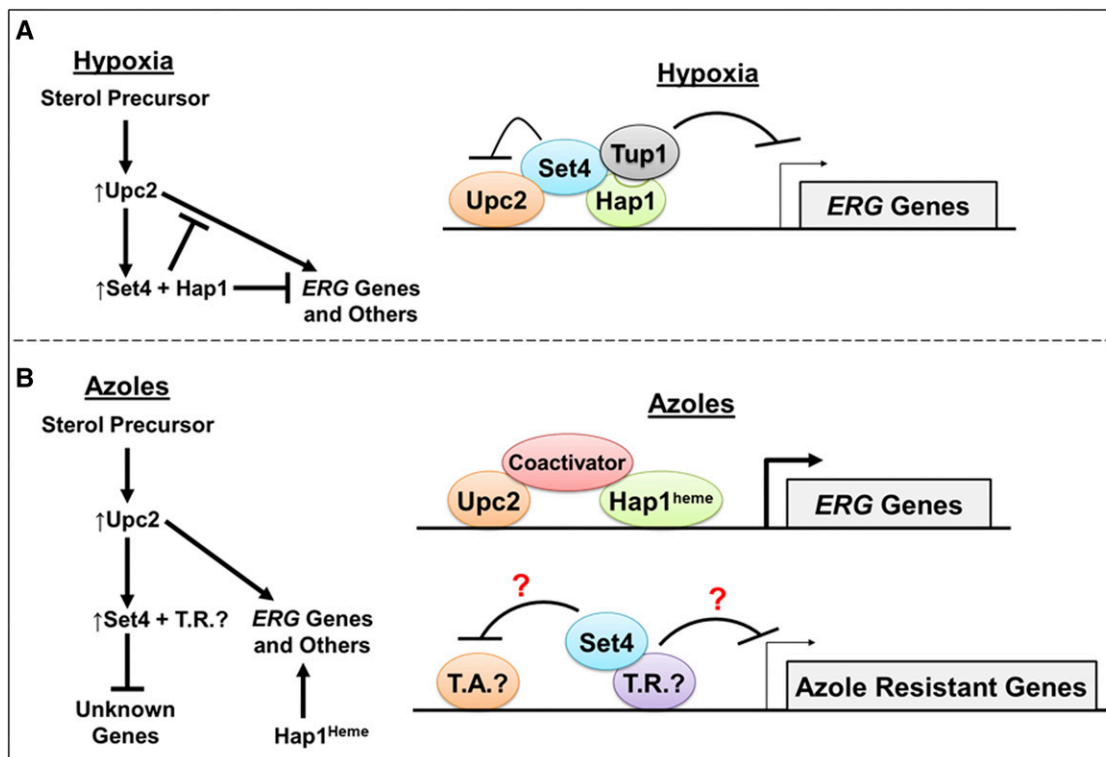 A
Hypoxia
Sterol Precursor
↑Upc2
↑Set4 + Hap1
ERG Genes
and Others
Hypoxia
Upc2
Set4
Tup1
Hap1
ERG Genes
B
Azoles
Sterol Precursor
↑Upc2
↑Set4 + T.R.?
Unknown
Genes
ERG Genes
and Others
Hap1Heme
Azoles
Coactivator
Upc2
Hap1heme
ERG Genes
?
?
Set4
T.A.?
T.R.?
Azole Resistant Genes